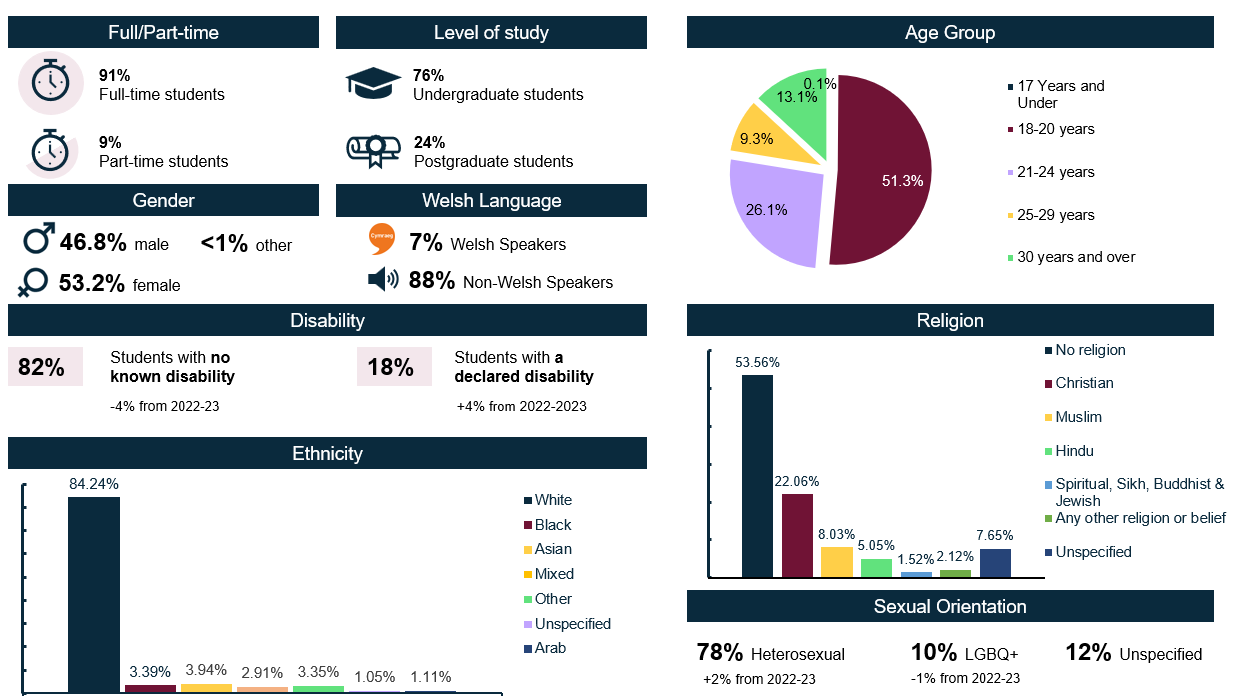 Full/Part-time
91%
Full-time students
9%
Part-time students
Level of study
76%
Undergraduate students
24%
Postgraduate students
Gender
46.8% male <1% other
53.2% female
Welsh Language
Cymraeg
7% Welsh Speakers
88% Non-Welsh Speakers
Disability
82%
Students with no
known disability
-4% from 2022-23
18%
Students with a
declared disability
+4% from 2022-2023
Ethnicity
84.24%
3.39%
3.94%
2.91%
3.35%
1.05%
1.11%
White
Black
Asian
Mixed
Other
Unspecified
Arab
Age Group
0.1%
13.1%
9.3%
26.1%
51.3%
17 Years and
Under
18-20 years
21-24 years
25-29 years
30 years and over
Religion
53.56%
22.06%
8.03%
5.05%
1.52%
2.12%
7.65%
No religion
Christian
Muslim
Hindu
Spiritual, Sikh, Buddhist &
Jewish
Any other religion or belief
Unspecified
Sexual Orientation
78% Heterosexual
+2% from 2022-23
10% LGBQ+
-1% from 2022-23
12% Unspecified